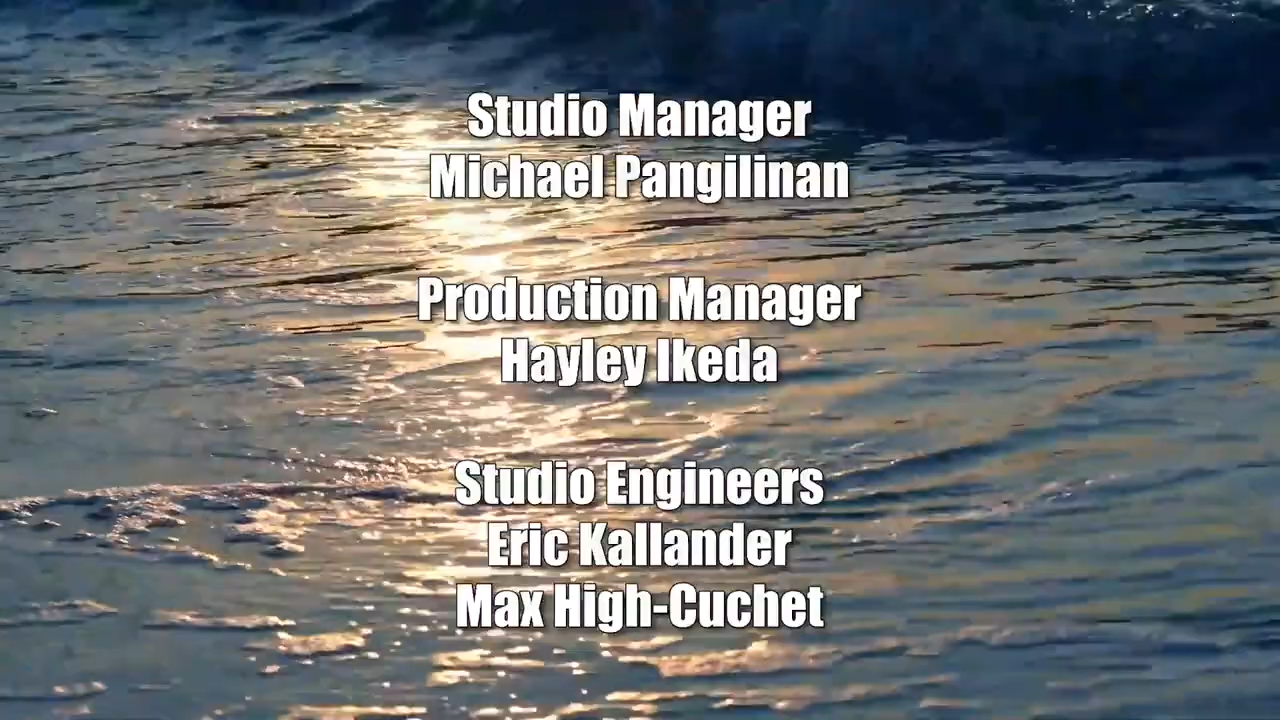 Studio Manager
Michael Pangilinan
Production Manager
Hayley Ikeda
Studio Engineers
Eric Kallander
Max High-Cuchet